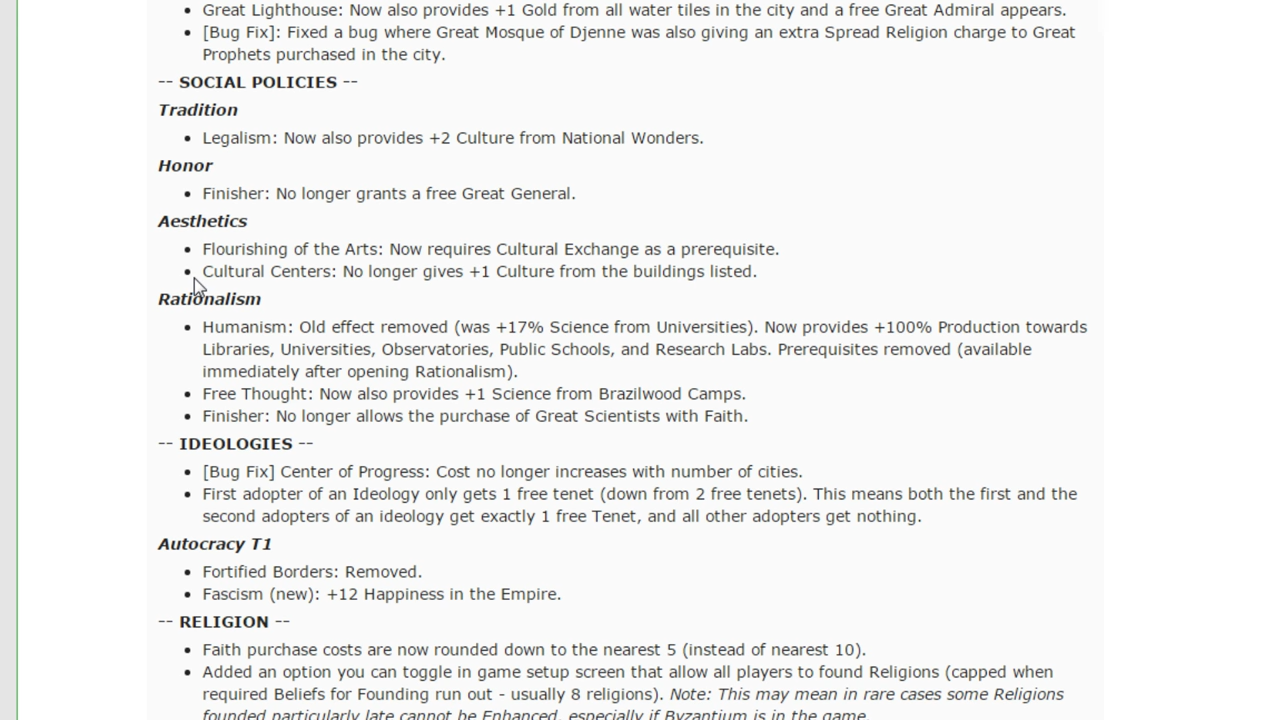 Great Lighthouse: Now also provides +1 Gold from all water tiles in the city and a free Great Admiral appears.
[Bug Fix]: Fixed a bug where Great Mosque of Djenne was also giving an extra Spread Religion charge to Great
Prophets purchased in the city.
-- SOCIAL POLICIES --
Tradition
Legalism: Now also provides +2 Culture from National Wonders.
Honor
Finisher: No longer grants a free Great General.
Aesthetics
Flourishing of the Arts: Now requires Cultural Exchange as a prerequisite.
Cultural Centers: No longer gives +1 Culture from the buildings listed.
Rationalism
Humanism: Old effect removed (was +17% Science from Universities). Now provides +100% Production towards
Libraries, Universities, Observatories, Public Schools, and Research Labs. Prerequisites removed (available
immediately after opening Rationalism).
Free Thought: Now also provides +1 Science from Brazilwood Camps.
Finisher: No longer allows the purchase of Great Scientists with Faith.
-- IDEOLOGIES --
[Bug Fix] Center of Progress: Cost no longer increases with number of cities.
First adopter of an Ideology only gets 1 free tenet (down from 2 free tenets). This means both the first and the
second adopters of an ideology get exactly 1 free Tenet, and all other adopters get nothing.
Autocracy T1
Fortified Borders: Removed.
Fascism (new): +12 Happiness in the Empire.
-- RELIGION --
Faith purchase costs are now rounded down to the nearest 5 (instead of nearest 10).
Added an option you can toggle in game setup screen that allow all players to found Religions (capped when
required Beliefs for Founding run out - usually 8 religions). Note: This may mean in rare cases some Religions
founded particularly late cannot be Enhanced, especially if Byzantium is in the game.